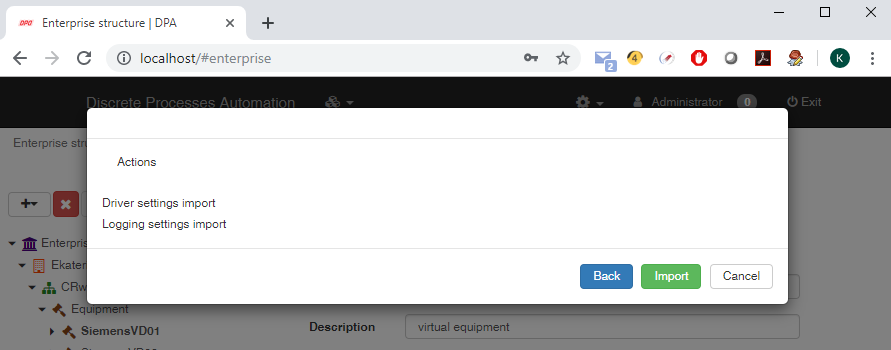 DPA Enterprise structure | DPA
localhost/#enterprise
2
4
K
Discrete Processes Automation
Administrator 0 Exit
Enterprise stru
Actions
Driver settings import
Logging settings import
Enterpris
Back Import Cancel
Ekater
CRw
Equipment
SiemensVD01
Description virtual equipment